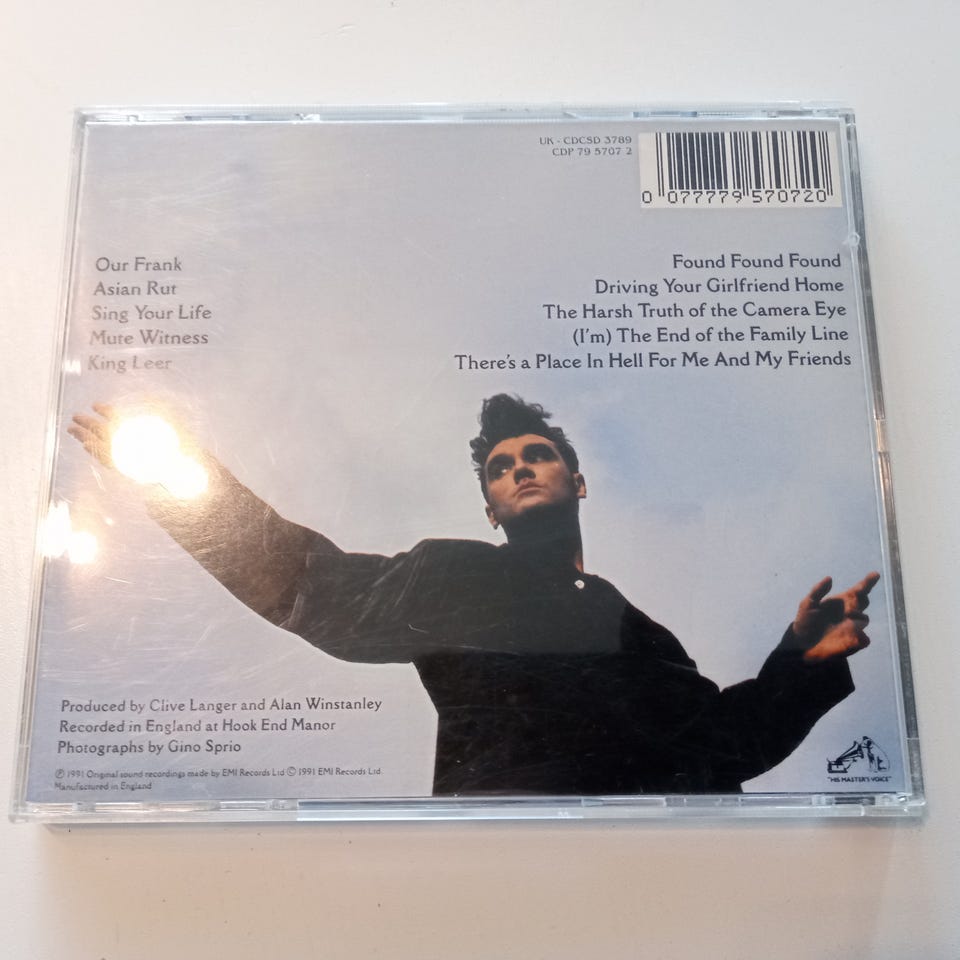 UK - CDCSD 3789
CDP 79 5707 2
0 077779 570720
Our Frank
Asian Rut
Sing Your Life
Mute Witness
King Leer
Found Found Found
Driving Your Girlfriend Home
The Harsh Truth of the Camera Eye
(I'm) The End of the Family Line
There's a Place In Hell For Me And My Friends
Produced by Clive Langer and Alan Winstanley
Recorded in England at Hook End Manor
Photographs by Gino Sprio
Ⓟ 1991 Original sound recordings made by EMI Records Ltd © 1991 EMI Records Ltd.
Manufactured in England
"HIS MASTER'S VOICE"